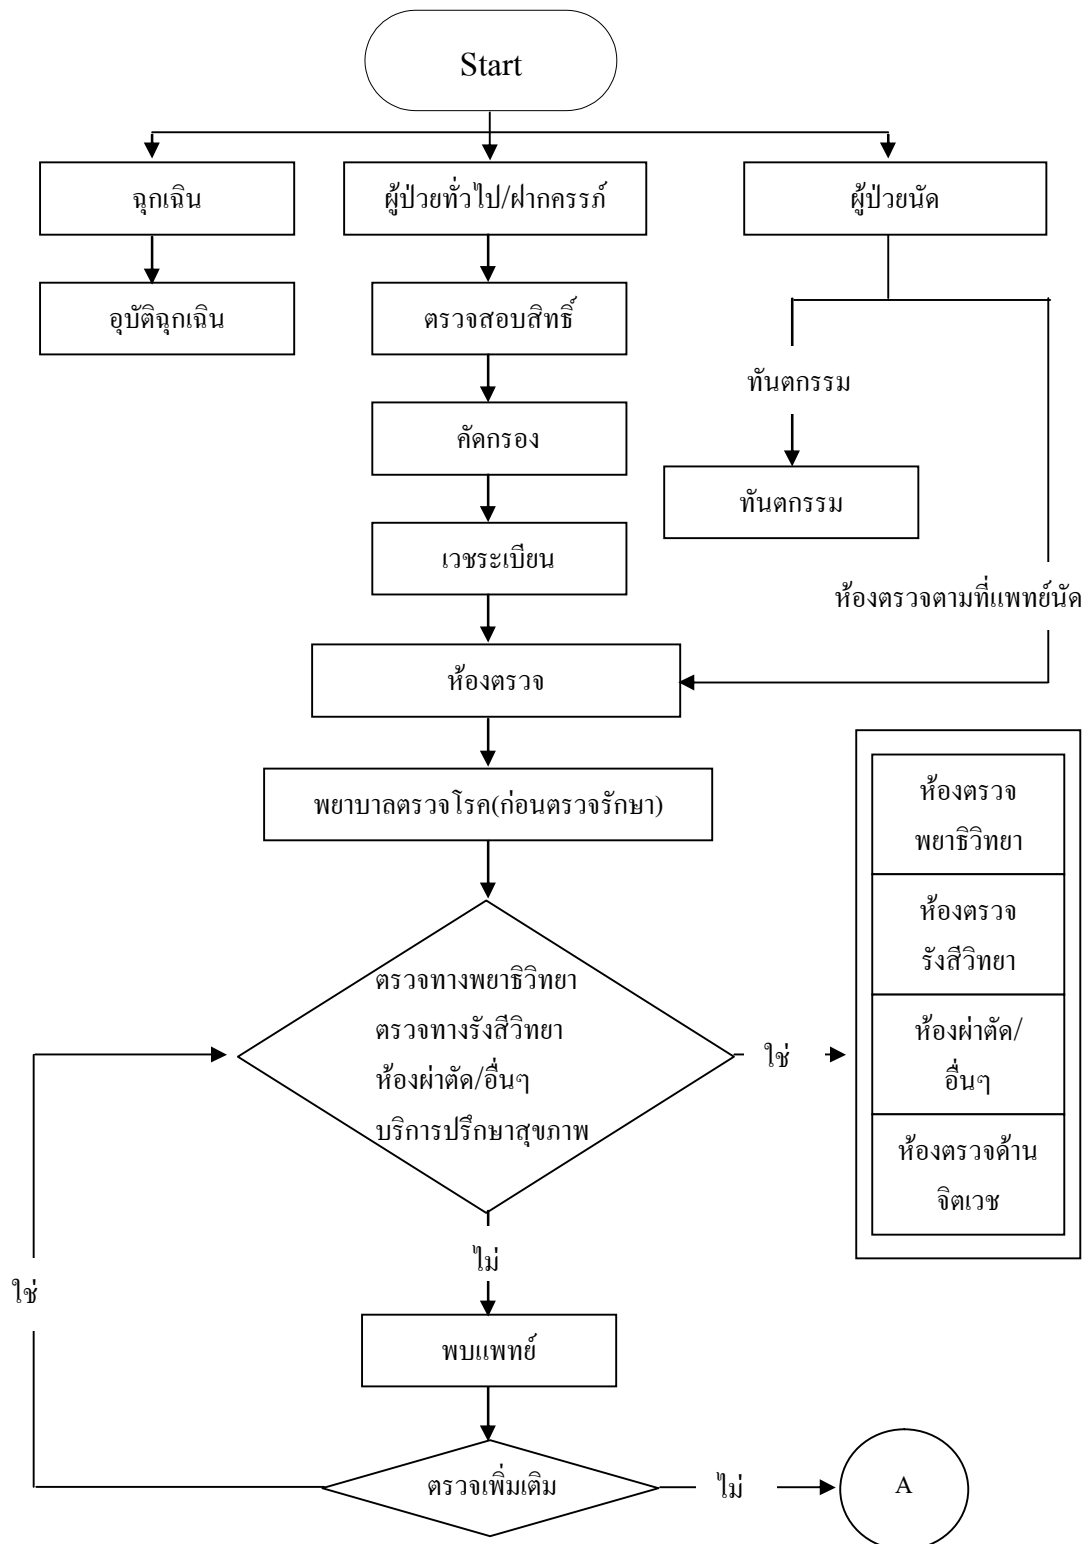 Start
ฉุกเฉิน
ผู้ป่วยทั่วไป/ฝากครรภ์
ผู้ป่วยนัด
อุบัติฉุกเฉิน
ตรวจสอบสิทธิ์
ทันตกรรม
คัดกรอง
ทันตกรรม
เวชระเบียน
ห้องตรวจตามที่แพทย์นัด
ห้องตรวจ
พยาบาลตรวจโรค(ก่อนตรวจรักษา)
ห้องตรวจ
พยาธิวิทยา
ห้องตรวจ
รังสีวิทยา
ห้องผ่าตัด/
อื่นๆ
ห้องตรวจด้าน
จิตเวช
ตรวจทางพยาธิวิทยา
ตรวจทางรังสีวิทยา
ห้องผ่าตัด/อื่นๆ
บริการปรึกษาสุขภาพ
ใช่
ไม่
ใช่
พบแพทย์
ตรวจเพิ่มเติม
ไม่
A